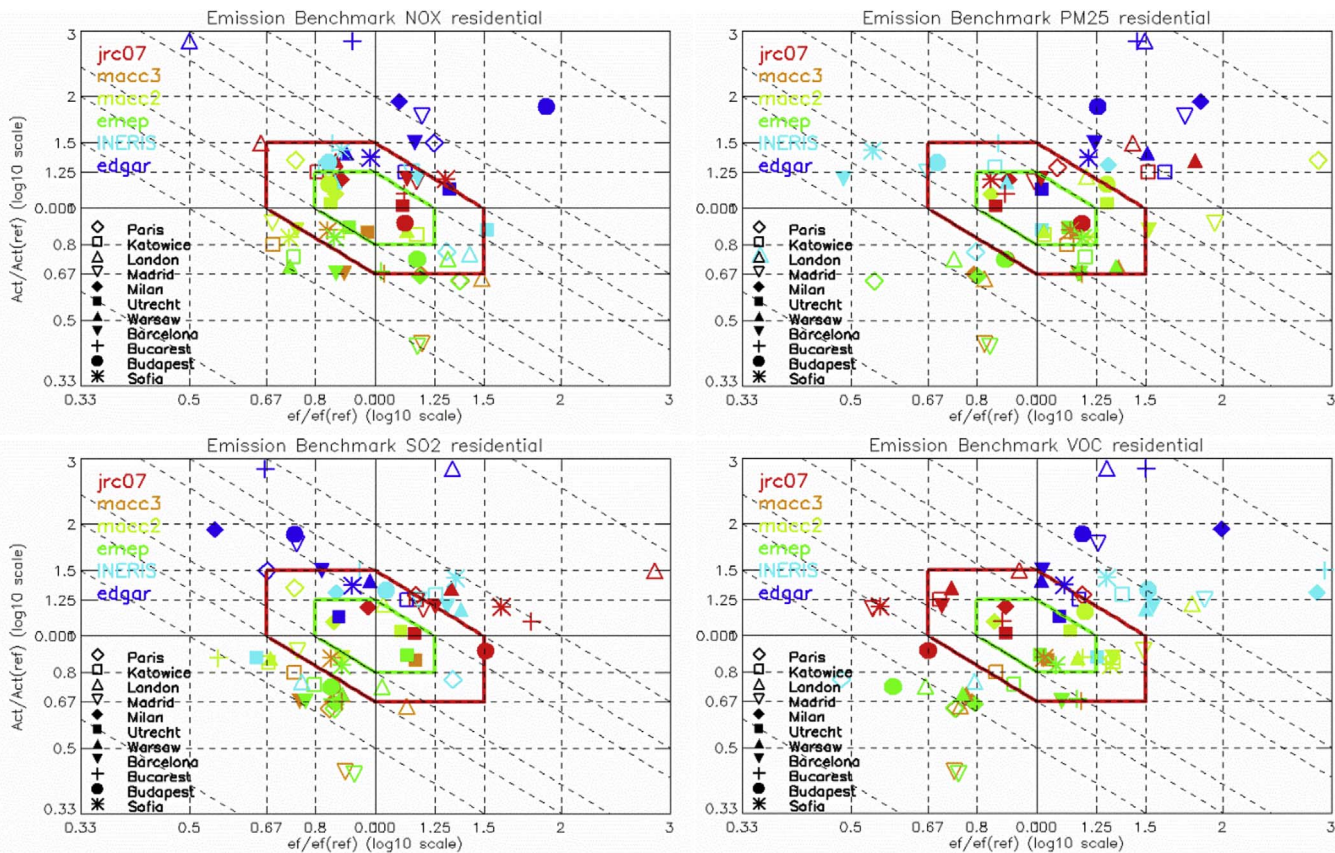 Emission Benchmark NOX residential
3
jrc07
macc3
macc2
emep
INERIS
edgar
2
1.5
1.25
0.000
0.8
0.67
0.5
0.33
Act/Act(ref) (log10 scale)
Paris
Katowice
London
Madrid
Milan
Utrecht
Warsaw
Barcelona
Bucarest
Budapest
Sofia
0.33 0.5 0.67 0.8 0.000 1.25 1.5 2 3
ef/ef(ref) (log10 scale)
Emission Benchmark PM25 residential
3
jrc07
macc3
macc2
emep
INERIS
edgar
2
1.5
1.25
0.000
0.8
0.67
0.5
0.33
Paris
Katowice
London
Madrid
Milan
Utrecht
Warsaw
Barcelona
Bucarest
Budapest
Sofia
0.33 0.5 0.67 0.8 0.000 1.25 1.5 2 3
ef/ef(ref) (log10 scale)
Emission Benchmark SO2 residential
3
jrc07
macc3
macc2
emep
INERIS
edgar
2
1.5
1.25
0.000
0.8
0.67
0.5
0.33
Act/Act(ref) (log10 scale)
Paris
Katowice
London
Madrid
Milan
Utrecht
Warsaw
Barcelona
Bucarest
Budapest
Sofia
0.33 0.5 0.67 0.8 0.000 1.25 1.5 2 3
ef/ef(ref) (log10 scale)
Emission Benchmark VOC residential
3
jrc07
macc3
macc2
emep
INERIS
edgar
2
1.5
1.25
0.000
0.8
0.67
0.5
0.33
Paris
Katowice
London
Madrid
Milan
Utrecht
Warsaw
Barcelona
Bucarest
Budapest
Sofia
0.33 0.5 0.67 0.8 0.000 1.25 1.5 2 3
ef/ef(ref) (log10 scale)